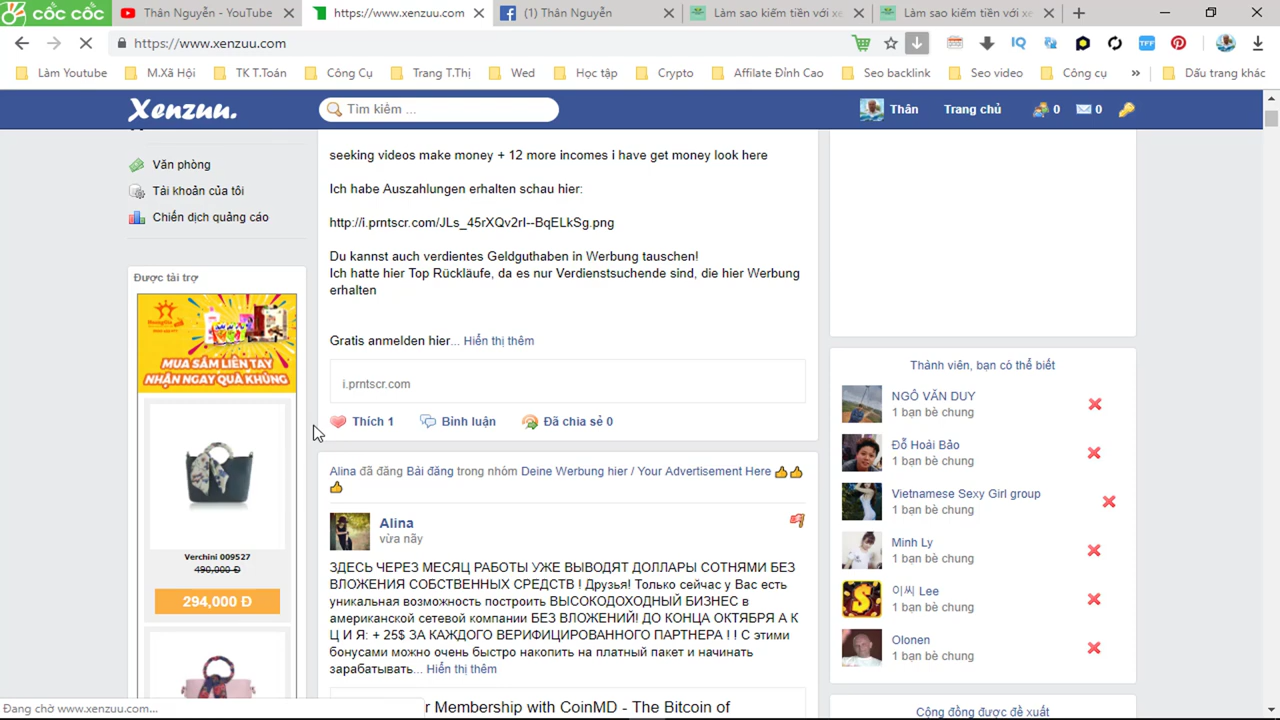 CỐC CỐC
Thân Nguyễn - YouTube
https://www.xenzuu.com
(1) Thân Nguyễn
Làm sao kiếm tiền với xe
Làm sao kiếm tiền với xe
https://www.xenzuu.com
IQ
TFF
Làm Youtube
M.Xã Hội
TK T.Toán
Công Cụ
Trang T.Thị
Wed
Học tập
Crypto
Affilate Đỉnh Cao
Seo backlink
Seo video
Công cụ
»
Dấu trang khác
Xenzuu.
Tìm kiếm ...
Thân
Trang chủ
0
0
Văn phòng
Tài khoản của tôi
Chiến dịch quảng cáo
Được tài trợ
MUA SẮM LIỀN TAY
NHẬN NGAY QUÀ KHỦNG
Verchini 009527
490,000 Đ
294,000 Đ
seeking videos make money + 12 more incomes i have get money look here
Ich habe Auszahlungen erhalten schau hier:
http://i.prntscr.com/JLs_45rXQv2rI--BqELkSg.png
Du kannst auch verdientes Geldguthaben in Werbung tauschen!
Ich hatte hier Top Rückläufe, da es nur Verdienstsuchende sind, die hier Werbung
erhalten
Gratis anmelden hier... Hiển thị thêm
i.prntscr.com
Thích 1
Bình luận
Đã chia sẻ 0
Alina đã đăng Bài đăng trong nhóm Deine Werbung hier / Your Advertisement Here
Alina
vừa nãy
ЗДЕСЬ ЧЕРЕЗ МЕСЯЦ РАБОТЫ УЖЕ ВЫВОДЯТ ДОЛЛАРЫ СОТНЯМИ БЕЗ
ВЛОЖЕНИЯ СОБСТВЕННЫХ СРЕДСТВ ! Друзья! Только сейчас у Вас есть
уникальная возможность построить ВЫСОКОДОХОДНЫЙ БИЗНЕС в
американской сетевой компании БЕЗ ВЛОЖЕНИЙ! ДО КОНЦА ОКТЯБРЯ А К
Ц И Я: + 25$ ЗА КАЖДОГО ВЕРИФИЦИРОВАННОГО ПАРТНЕРА ! ! С этими
бонусами можно очень быстро накопить на платный пакет и начинать
зарабатывать... Hiển thị thêm
r Membership with CoinMD - The Bitcoin of
Thành viên, bạn có thể biết
NGÔ VĂN DUY
1 bạn bè chung
Đỗ Hoài Bảo
1 bạn bè chung
Vietnamese Sexy Girl group
1 bạn bè chung
Minh Ly
1 bạn bè chung
이씨 Lee
1 bạn bè chung
Olonen
1 bạn bè chung
Cộng đồng được đề xuất
Đang chờ www.xenzuu.com...